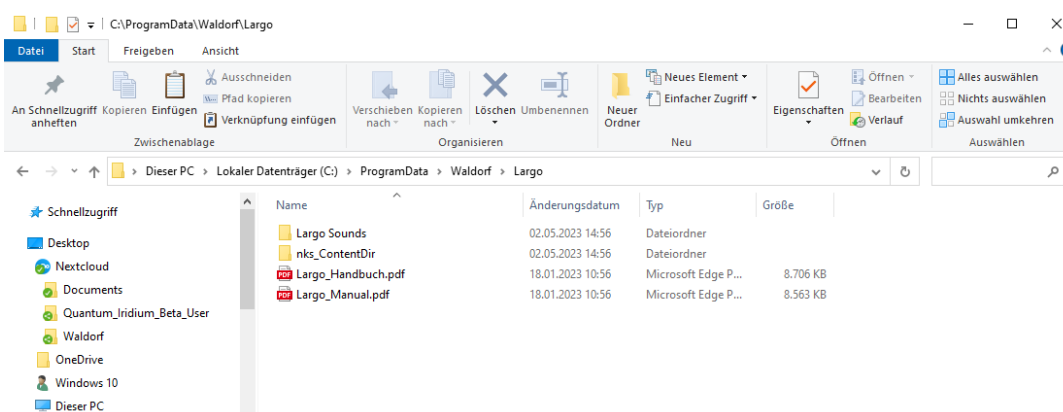 C:\ProgramData\Waldorf\Largo
Datei Start Freigeben Ansicht
An Schnellzugriff anheften
Kopieren
Einfügen
Ausschneiden
Pfad kopieren
Verknüpfung einfügen
Zwischenablage
Verschieben nach
Kopieren nach
Löschen
Umbenennen
Organisieren
Neuer Ordner
Neues Element
Einfacher Zugriff
Neu
Eigenschaften
Öffnen
Bearbeiten
Verlauf
Öffnen
Alles auswählen
Nichts auswählen
Auswahl umkehren
Auswählen
Dieser PC > Lokaler Datenträger (C:) > ProgramData > Waldorf > Largo
Schnellzugriff
Desktop
Nextcloud
Documents
Quantum_Iridium_Beta_User
Waldorf
OneDrive
Windows 10
Dieser PC
Name Änderungsdatum Typ Größe
Largo Sounds 02.05.2023 14:56 Dateiordner
nks_ContentDir 02.05.2023 14:56 Dateiordner
PDF Largo_Handbuch.pdf 18.01.2023 10:56 Microsoft Edge P... 8.706 KB
PDF Largo_Manual.pdf 18.01.2023 10:56 Microsoft Edge P... 8.563 KB